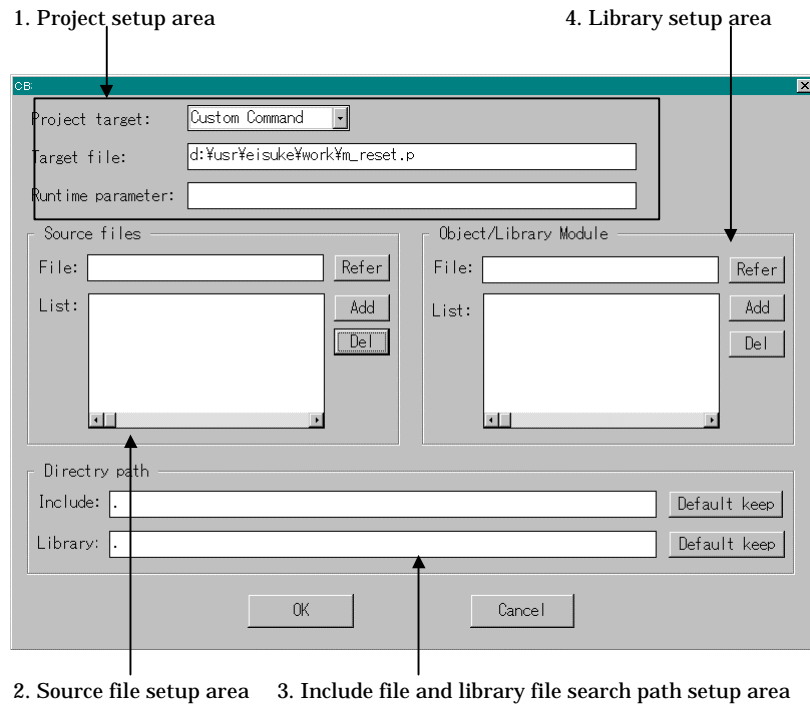 1. Project setup area
4. Library setup area
CB:
Project target:
Custom Command
Target file:
d:¥usr¥eisuke¥work¥m_reset.p
Runtime parameter:
Source files
File:
Refer
List:
Add
Del
Object/Library Module
File:
Refer
List:
Add
Del
Directry path
Include:
.
Default keep
Library:
.
Default keep
OK
Cancel
2. Source file setup area
3. Include file and library file search path setup area